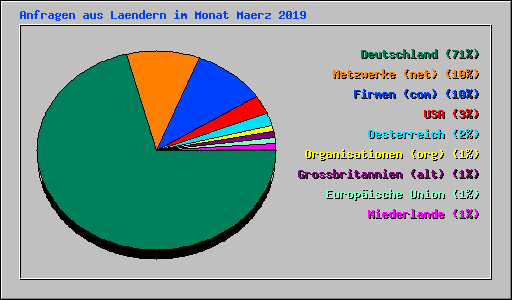 Anfragen aus Laendern im Monat Maerz 2019
Deutschland (71%)
Netzwerke (net) (10%)
Firmen (com) (10%)
USA (3%)
Oesterreich (2%)
Organisationen (org) (1%)
Grossbritannien (alt) (1%)
Europäische Union (1%)
Niederlande (1%)